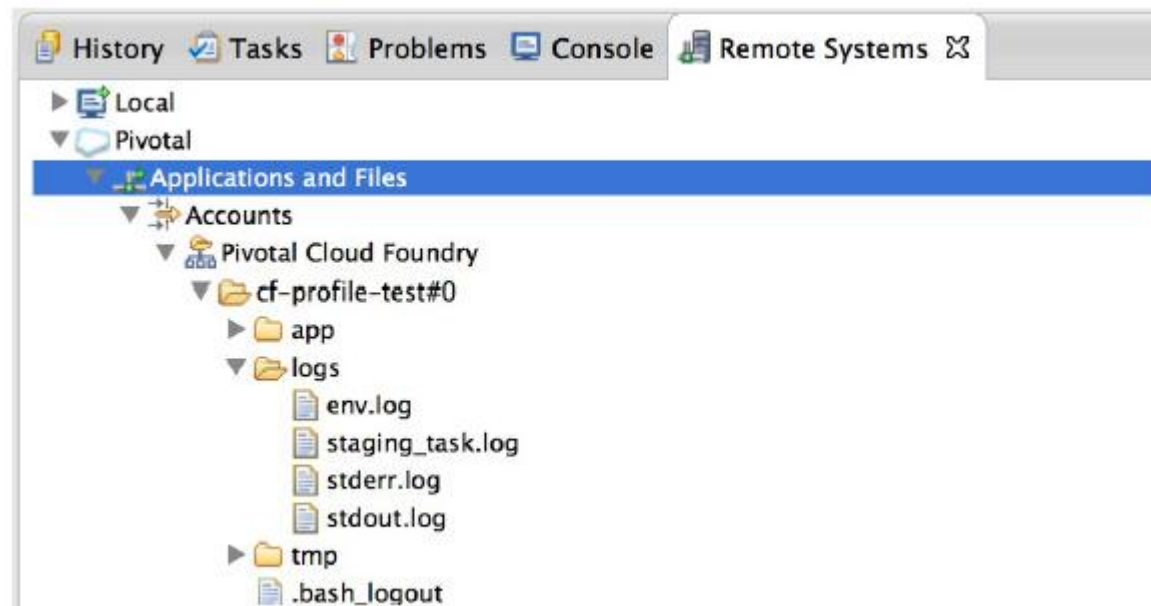 History Tasks Problems Console Remote Systems
Local
Pivotal
Applications and Files
Accounts
Pivotal Cloud Foundry
cf-profile-test#0
app
logs
env.log
staging_task.log
stderr.log
stdout.log
tmp
.bash_logout